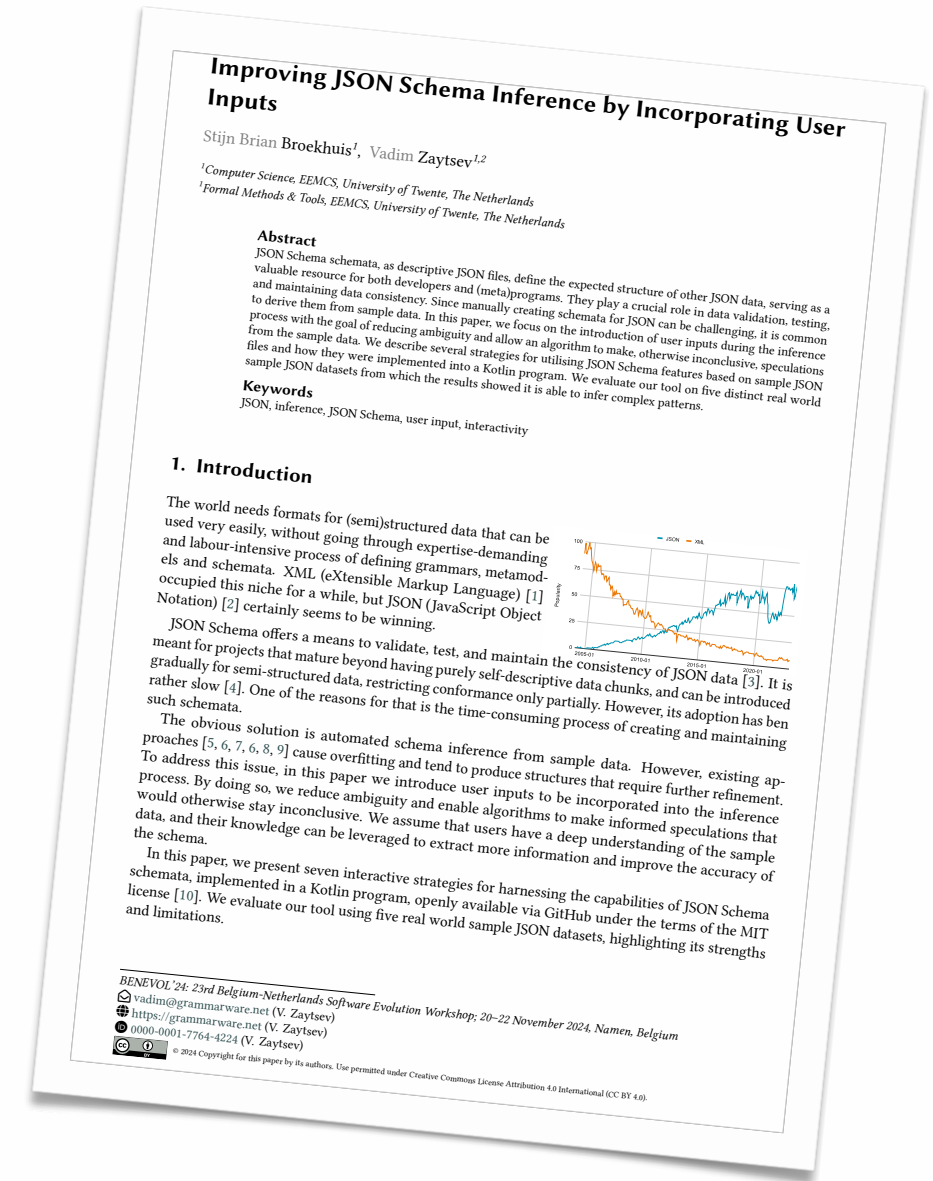 Improving JSON Schema Inference by Incorporating User
Inputs
Stijn Brian Broekhuis1, Vadim Zaytsev1,2
1Computer Science, EEMCS, University of Twente, The Netherlands
1Formal Methods & Tools, EEMCS, University of Twente, The Netherlands
Abstract
JSON Schema schemata, as descriptive JSON files, define the expected structure of other JSON data, serving as a
valuable resource for both developers and (meta)programs. They play a crucial role in data validation, testing,
and maintaining data consistency. Since manually creating schemata for JSON can be challenging, it is common
to derive them from sample data. In this paper, we focus on the introduction of user inputs during the inference
process with the goal of reducing ambiguity and allow an algorithm to make, otherwise inconclusive, speculations
from the sample data. We describe several strategies for utilising JSON Schema features based on sample JSON
files and how they were implemented into a Kotlin program. We evaluate our tool on five distinct real world
sample JSON datasets from which the results showed it is able to infer complex patterns.
Keywords
JSON, inference, JSON Schema, user input, interactivity
1. Introduction
The world needs formats for (semi)structured data that can be
used very easily, without going through expertise-demanding
and labour-intensive process of defining grammars, metamod-
els and schemata. XML (eXtensible Markup Language) [1]
occupied this niche for a while, but JSON (JavaScript Object
Notation) [2] certainly seems to be winning.
JSON XML
Popularity
100
75
50
25
0
2005-01
2010-01
2015-01
2020-01
JSON Schema offers a means to validate, test, and maintain the consistency of JSON data [3]. It is
meant for projects that mature beyond having purely self-descriptive data chunks, and can be introduced
gradually for semi-structured data, restricting conformance only partially. However, its adoption has ben
rather slow [4]. One of the reasons for that is the time-consuming process of creating and maintaining
such schemata.
The obvious solution is automated schema inference from sample data. However, existing ap-
proaches [5, 6, 7, 6, 8, 9] cause overfitting and tend to produce structures that require further refinement.
To address this issue, in this paper we introduce user inputs to be incorporated into the inference
process. By doing so, we reduce ambiguity and enable algorithms to make informed speculations that
would otherwise stay inconclusive. We assume that users have a deep understanding of the sample
data, and their knowledge can be leveraged to extract more information and improve the accuracy of
the schema.
In this paper, we present seven interactive strategies for harnessing the capabilities of JSON Schema
schemata, implemented in a Kotlin program, openly available via GitHub under the terms of the MIT
license [10]. We evaluate our tool using five real world sample JSON datasets, highlighting its strengths
and limitations.
BENEVOL'24: 23rd Belgium-Netherlands Software Evolution Workshop; 20–22 November 2024, Namen, Belgium
vadim@grammarware.net (V. Zaytsev)
https://grammarware.net (V. Zaytsev)
iD 0000-0001-7764-4224 (V. Zaytsev)
cc BY © 2024 Copyright for this paper by its authors. Use permitted under Creative Commons License Attribution 4.0 International (CC BY 4.0).